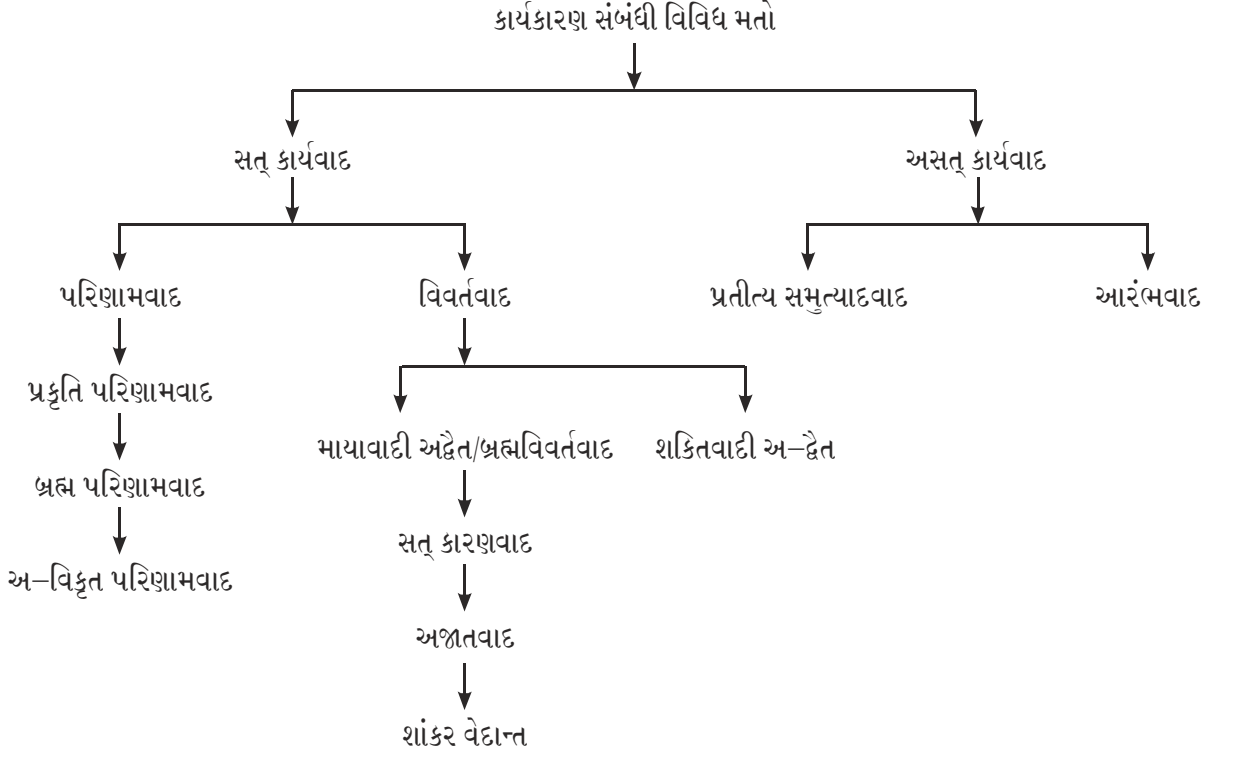 કાર્યકારણ સંબંધી વિવિધ મતો
સત્ કાર્યવાદ
અસત્ કાર્યવાદ
પરિણામવાદ
વિવર્તવાદ
પ્રતીત્ય સમુત્યાદવાદ
આરંભવાદ
પ્રકૃતિ પરિણામવાદ
માયાવાદી અદ્વૈત/બ્રહ્મવિવર્તવાદ
શકિતવાદી અ–દ્વૈત
બ્રહ્મ પરિણામવાદ
સત્ કારણવાદ
અ–વિકૃત પરિણામવાદ
અજાતવાદ
શાંકર વેદાન્ત